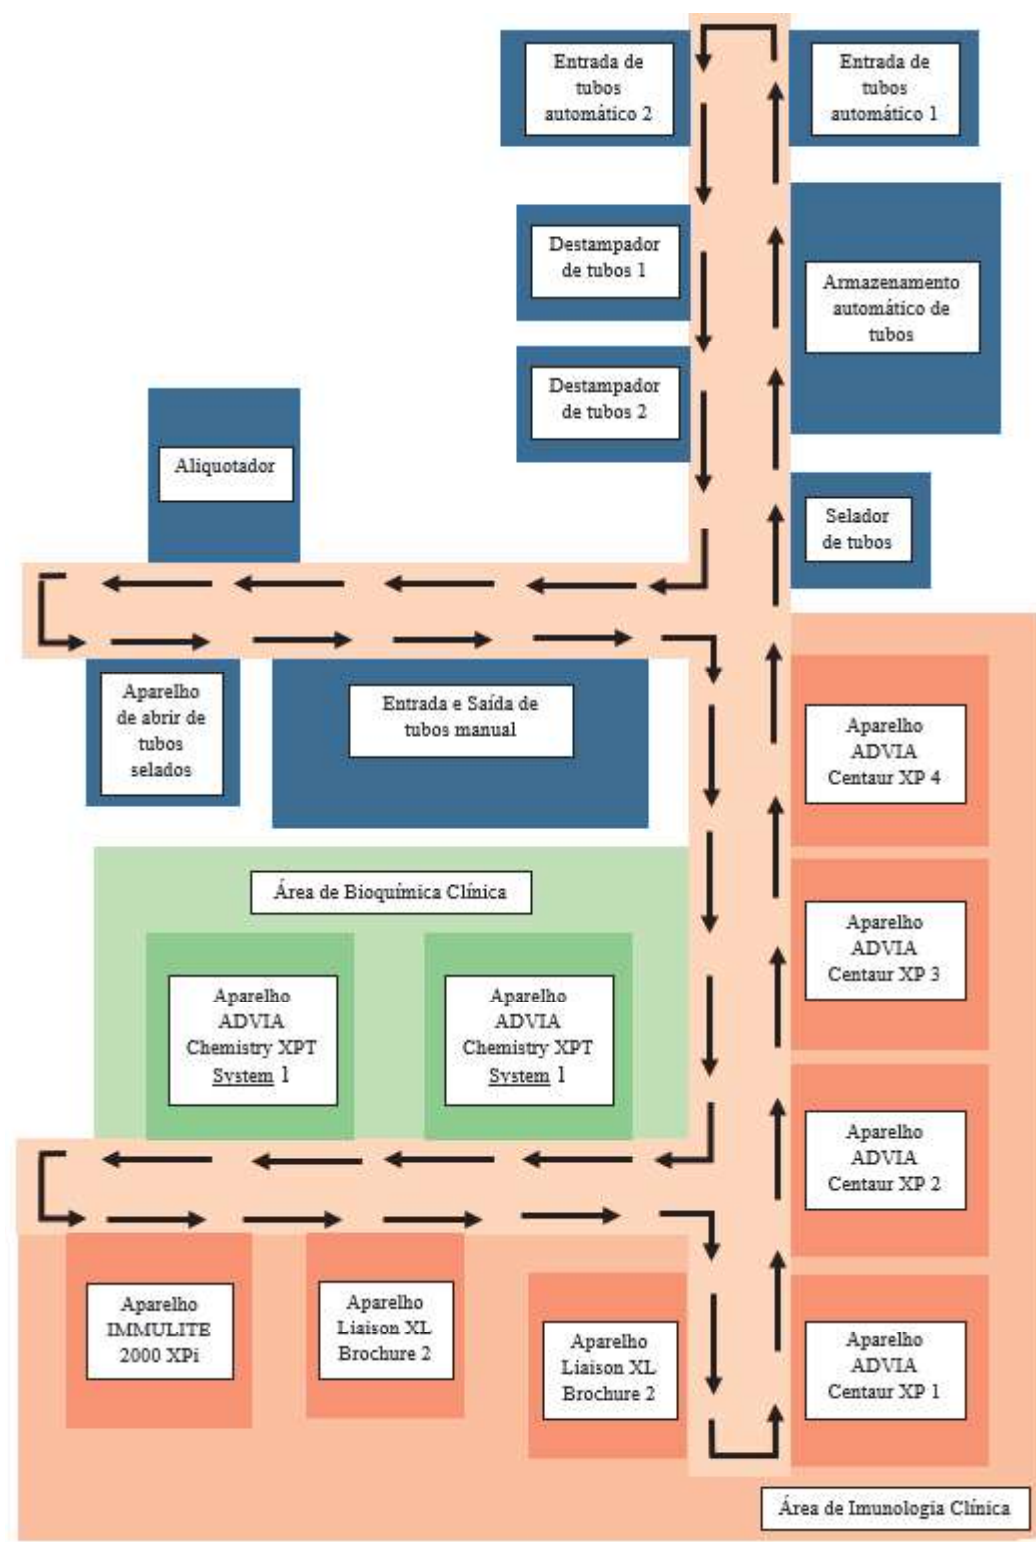 Entrada de
tubos
automático 2
Entrada de
tubos
automático 1
Destampador
de tubos 1
Armazenamento
automático de
tubos
Destampador
de tubos 2
Aliquotador
Selador
de tubos
Aparelho
de abrir de
tubos
selados
Entrada e Saída de
tubos manual
Aparelho
ADVIA
Centaur XP 4
Área de Bioquímica Clínica
Aparelho
ADVIA
Centaur XP 3
Aparelho
ADVIA
Chemistry XPT
System 1
Aparelho
ADVIA
Chemistry XPT
System 1
Aparelho
ADVIA
Centaur XP 2
Aparelho
IMMULITE
2000 XPi
Aparelho
Liaison XL
Brochure 2
Aparelho
Liaison XL
Brochure 2
Aparelho
ADVIA
Centaur XP 1
Área de Imunologia Clínica